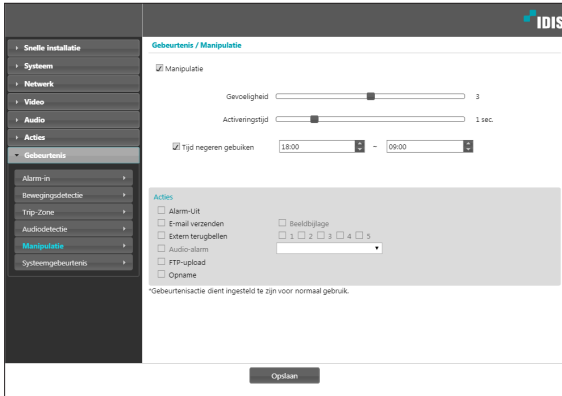 IDIS
Snelle installatie
Systeem
Netwerk
Video
Audio
Acties
Gebeurtenis
Alarm-in
Bewegingsdetectie
Trip-Zone
Audiodetectie
Manipulatie
Systeemgebeurtenis
Gebeurtenis / Manipulatie
Manipulatie
Gevoeligheid 3
Activeringstijd 1 sec.
Tijd negeren gebuiken 18:00 ~ 09:00
Acties
Alarm-Uit
E-mail verzenden Beeldbijlage
Extern terugbellen 1 2 3 4 5
Audio-alarm
FTP-upload
Opname
*Gebeurtenisactie dient ingesteld te zijn voor normaal gebruik.
Opslaan